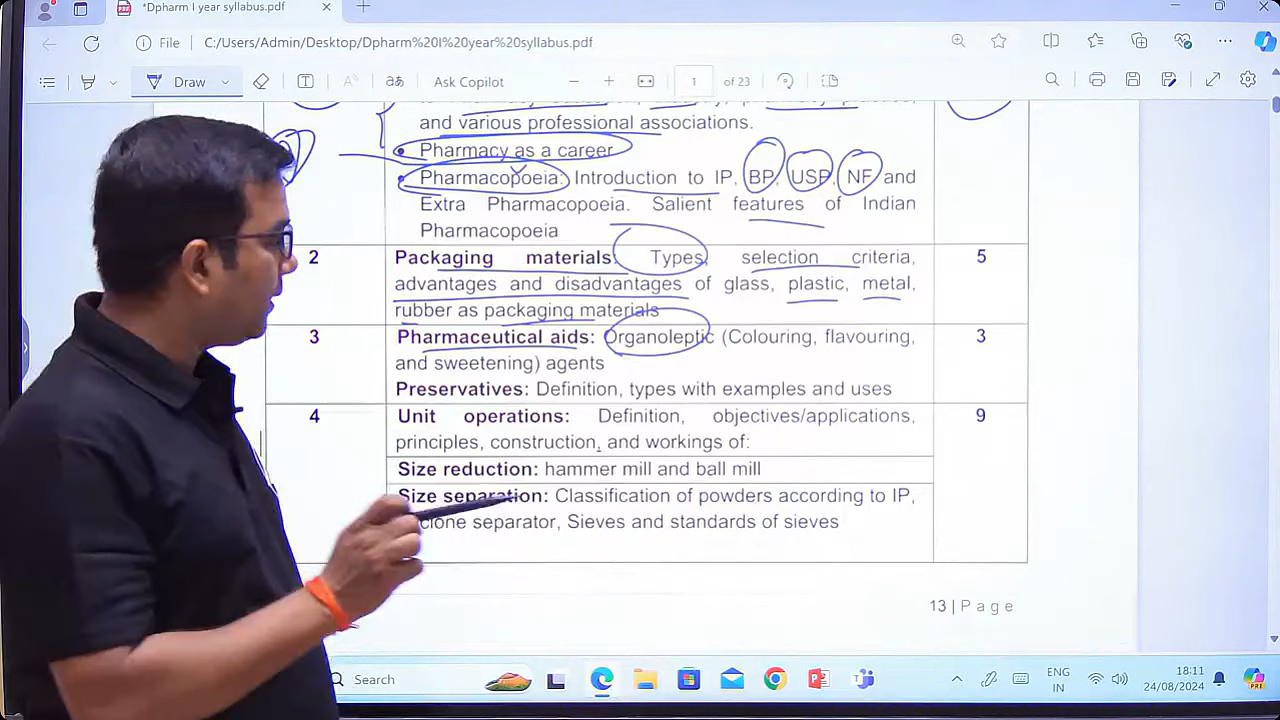 *Dpharm I year syllabus.pdf
File C:/Users/Admin/Desktop/Dpharm%20I%20year%20syllabus.pdf
Draw Ask Copilot 1 of 23
and various professional associations.
• Pharmacy as a career
• Pharmacopoeia: Introduction to IP, BP, USP, NF and
Extra Pharmacopoeia. Salient features of Indian
Pharmacopoeia
2 Packaging materials: Types, selection criteria, 5
advantages and disadvantages of glass, plastic, metal,
rubber as packaging materials
3 Pharmaceutical aids: Organoleptic (Colouring, flavouring, 3
and sweetening) agents
Preservatives: Definition, types with examples and uses
4 Unit operations: Definition, objectives/applications, 9
principles, construction, and workings of:
Size reduction: hammer mill and ball mill
Size separation: Classification of powders according to IP,
clone separator, Sieves and standards of sieves
13 | Page
Search
ENG
IN
18:11
24/08/2024